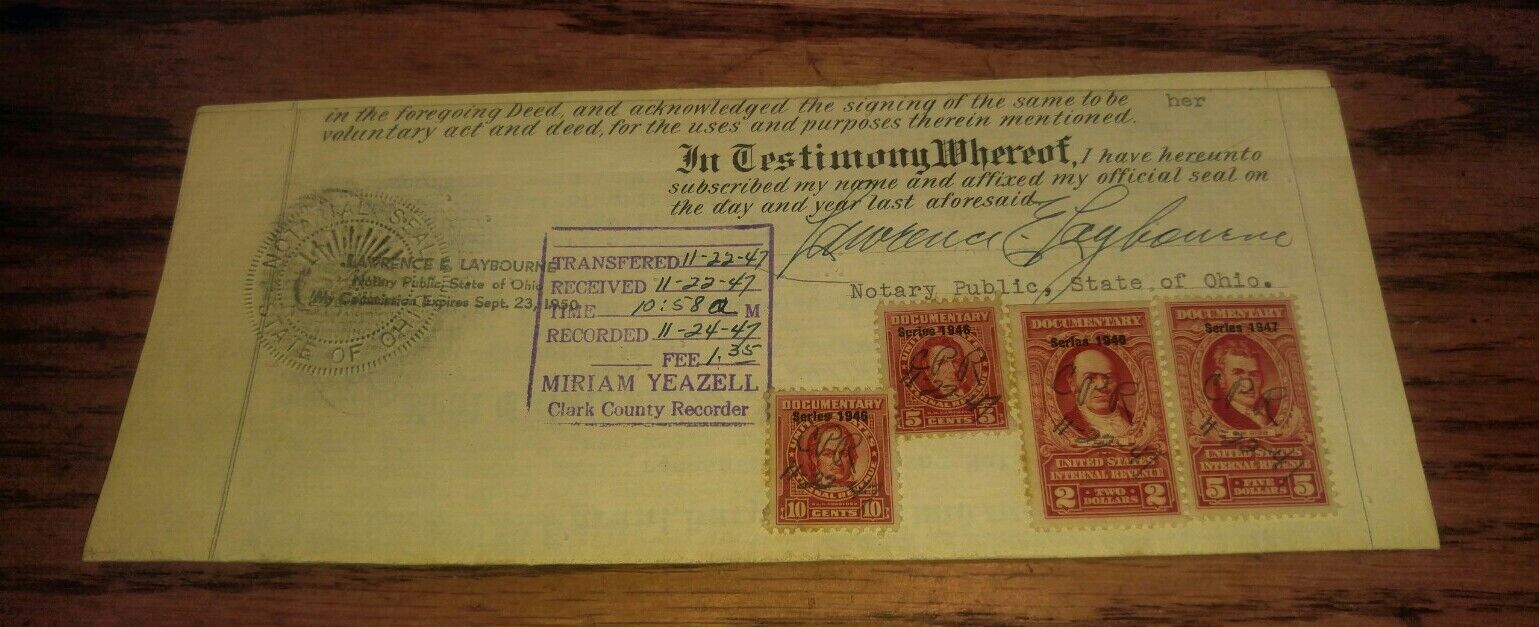 in the foregoing Deed, and acknowledged the signing of the same to be her
voluntary act and deed, for the uses and purposes therein mentioned.
In Testimony Whereof, I have hereunto
subscribed my name and affixed my official seal on
the day and year last aforesaid.
Lawrence E. Laybourne
Notary Public, State of Ohio.
NOTARIAL SEAL
STATE OF OHIO
LAWRENCE E. LAYBOURNE
Notary Public, State of Ohio
My Commission Expires Sept. 23, 1950
TRANSFERED 11-22-47
RECEIVED 11-22-47
TIME 10:58 a M
RECORDED 11-24-47
FEE 1.35
MIRIAM YEAZELL
Clark County Recorder
DOCUMENTARY
Series 1946
CPR
10 CENTS 10
DOCUMENTARY
Series 1946
CPR
5 CENTS 5
DOCUMENTARY
Series 1946
CPR
UNITED STATES
INTERNAL REVENUE
2 TWO DOLLARS 2
DOCUMENTARY
Series 1947
CPR
UNITED STATES
INTERNAL REVENUE
5 FIVE DOLLARS 5